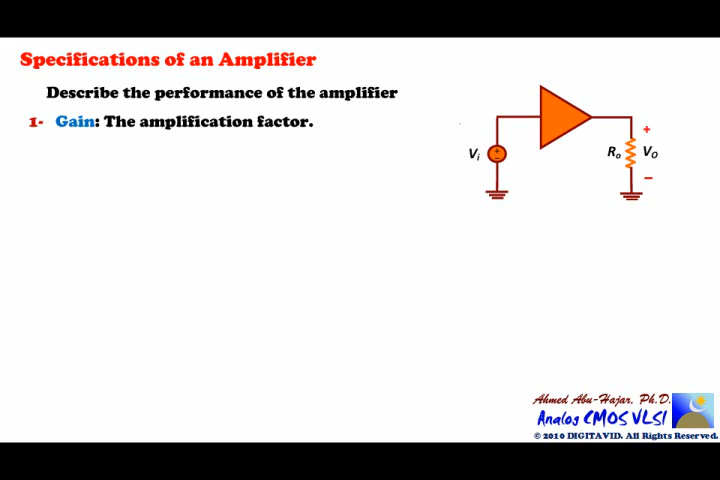 Specifications of an Amplifier
Describe the performance of the amplifier
1- Gain: The amplification factor.
+
Vi
+
−
Ro
VO
−
Ahmed Abu-Hajar, Ph.D.
Analog CMOS VLSI
© 2010 DIGITAVID. All Rights Reserved.